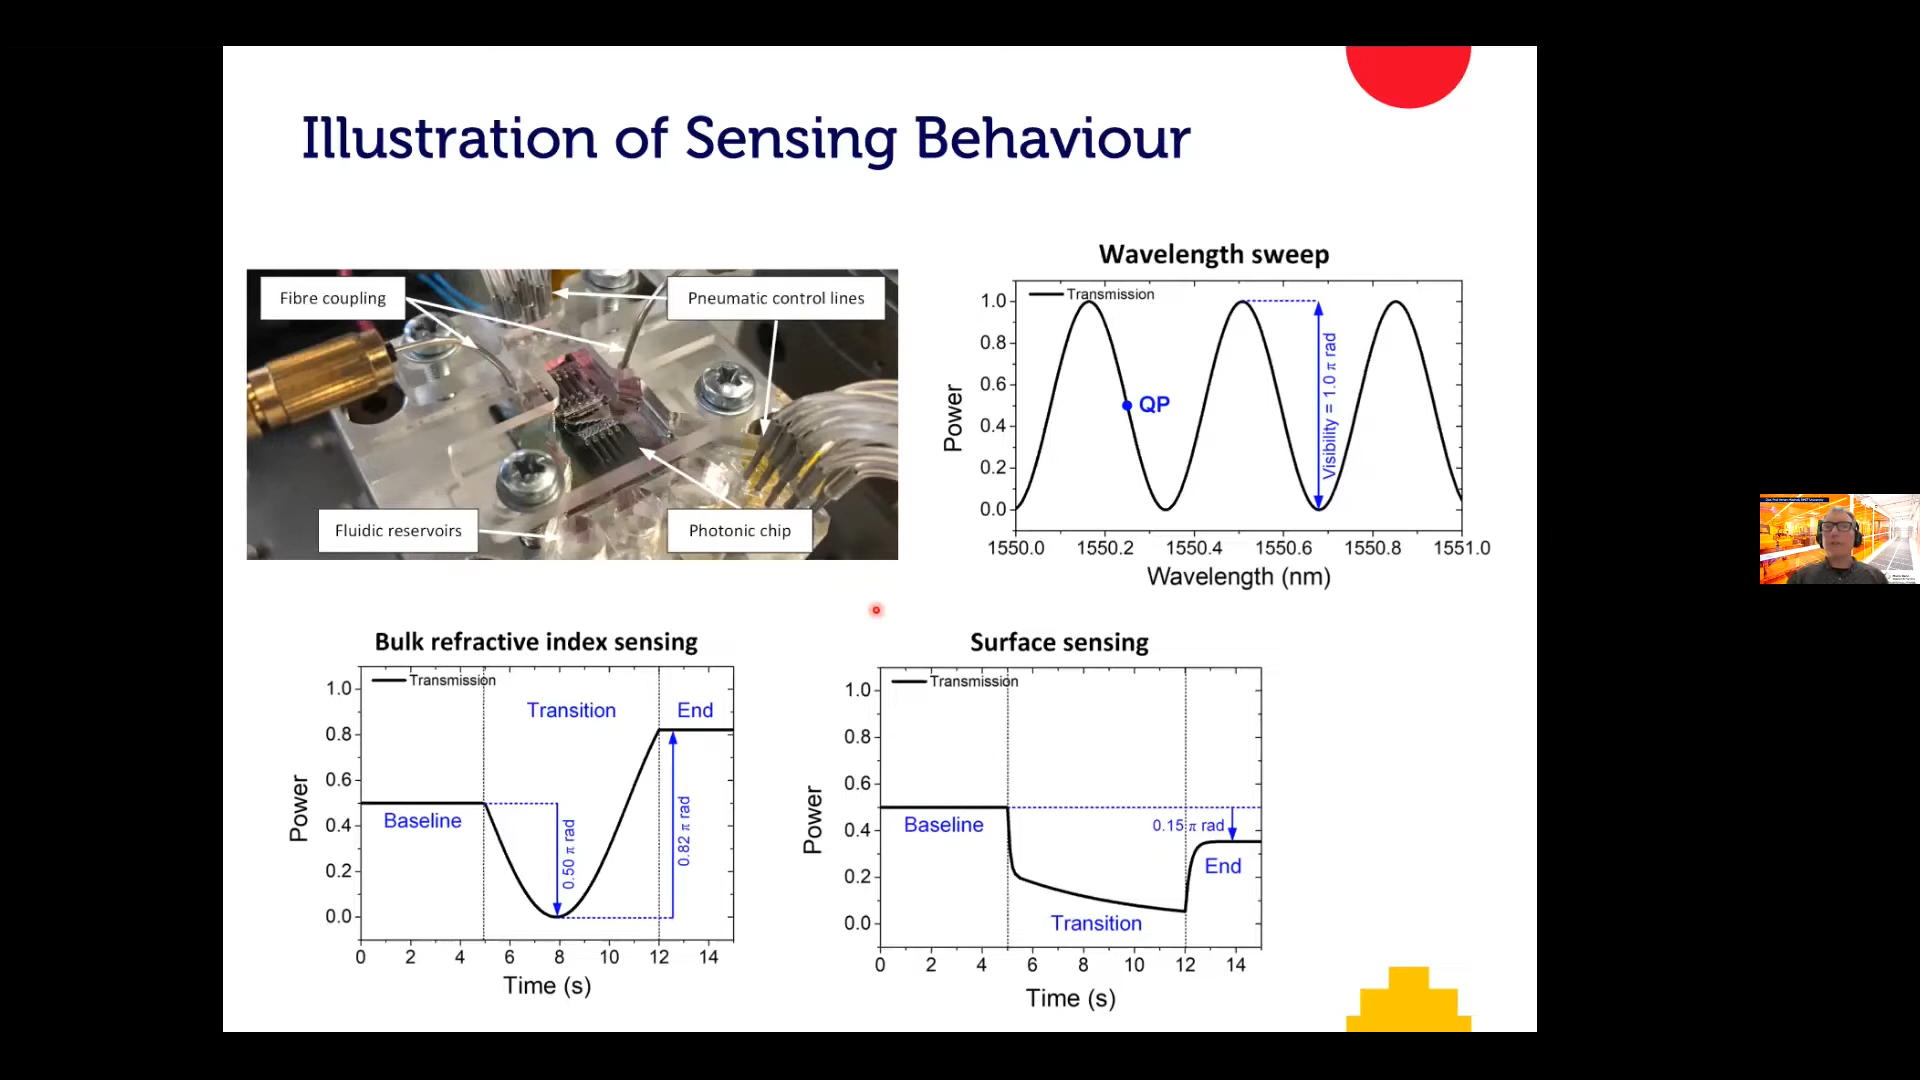 Illustration of Sensing Behaviour
Fibre coupling
Pneumatic control lines
Fluidic reservoirs
Photonic chip
Wavelength sweep
Transmission
Power
1.0
0.8
0.6
0.4
0.2
0.0
QP
Visibility = 1.0 π rad
1550.0 1550.2 1550.4 1550.6 1550.8 1551.0
Wavelength (nm)
Bulk refractive index sensing
Transmission
Power
1.0
0.8
0.6
0.4
0.2
0.0
Transition
End
Baseline
0.50 π rad
0.82 π rad
0 2 4 6 8 10 12 14
Time (s)
Surface sensing
Transmission
Power
1.0
0.8
0.6
0.4
0.2
0.0
Baseline
0.15 π rad
End
Transition
0 2 4 6 8 10 12 14
Time (s)